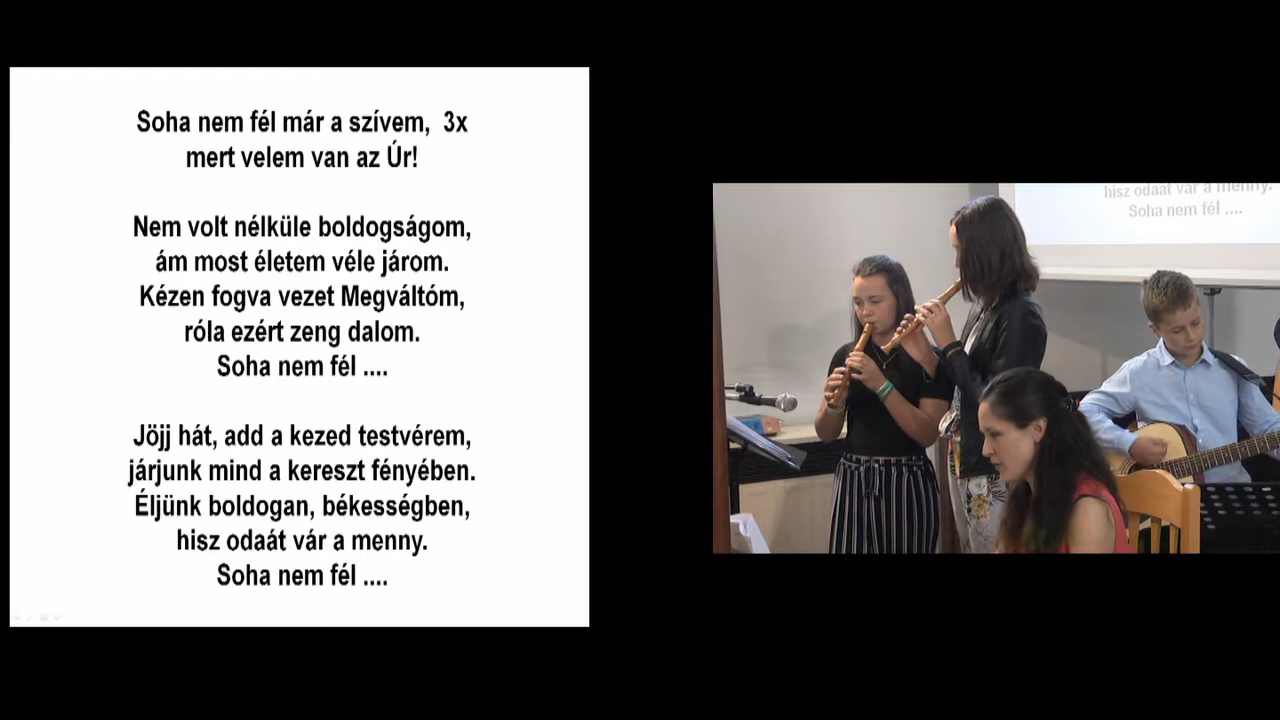 Soha nem fél már a szívem,  3x
mert velem van az Úr!
Nem volt nélküle boldogságom,
ám most életem véle járom.
Kézen fogva vezet Megváltóm,
róla ezért zeng dalom.
Soha nem fél ....
Jöjj hát, add a kezed testvérem,
járjunk mind a kereszt fényében.
Éljünk boldogan, békességben,
hisz odaát vár a menny.
Soha nem fél ....
hisz odaát vár a menny.
Soha nem fél ....